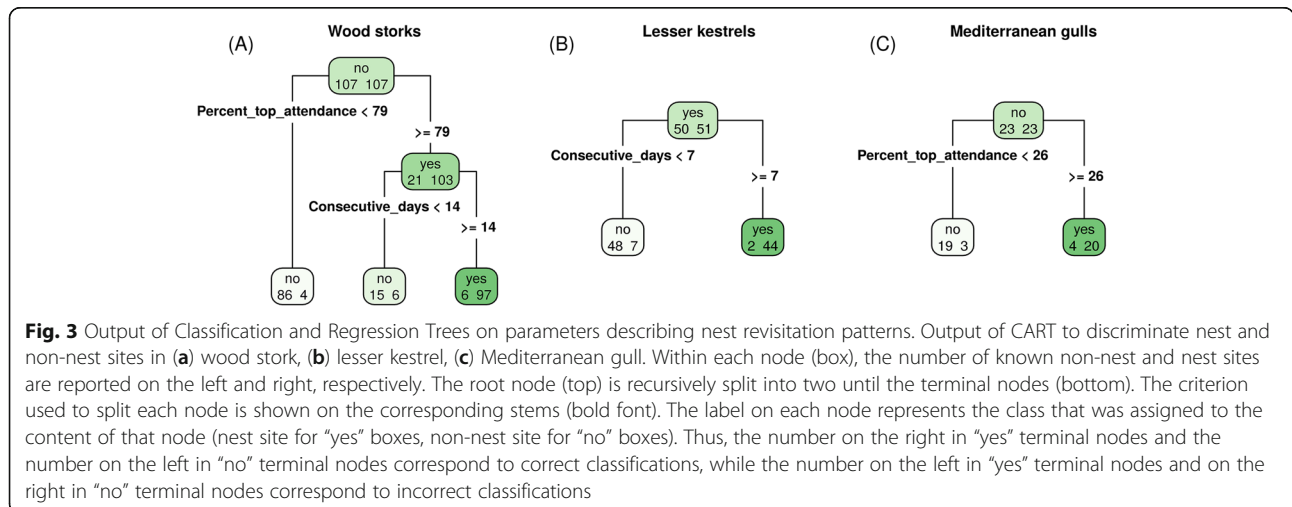 Wood storks
(A)
no
107 107
Percent_top_attendance < 79
>= 79
yes
21 103
Consecutive_days < 14
>= 14
no
86 4
no
15 6
yes
6 97
Lesser kestrels
(B)
yes
50 51
Consecutive_days < 7
>= 7
no
48 7
yes
2 44
Mediterranean gulls
(C)
no
23 23
Percent_top_attendance < 26
>= 26
no
19 3
yes
4 20
Fig. 3 Output of Classification and Regression Trees on parameters describing nest revisitation patterns. Output of CART to discriminate nest and
non-nest sites in (a) wood stork, (b) lesser kestrel, (c) Mediterranean gull. Within each node (box), the number of known non-nest and nest sites
are reported on the left and right, respectively. The root node (top) is recursively split into two until the terminal nodes (bottom). The criterion
used to split each node is shown on the corresponding stems (bold font). The label on each node represents the class that was assigned to the
content of that node (nest site for “yes” boxes, non-nest site for “no” boxes). Thus, the number on the right in “yes” terminal nodes and the
number on the left in “no” terminal nodes correspond to correct classifications, while the number on the left in “yes” terminal nodes and on the
right in “no” terminal nodes correspond to incorrect classifications